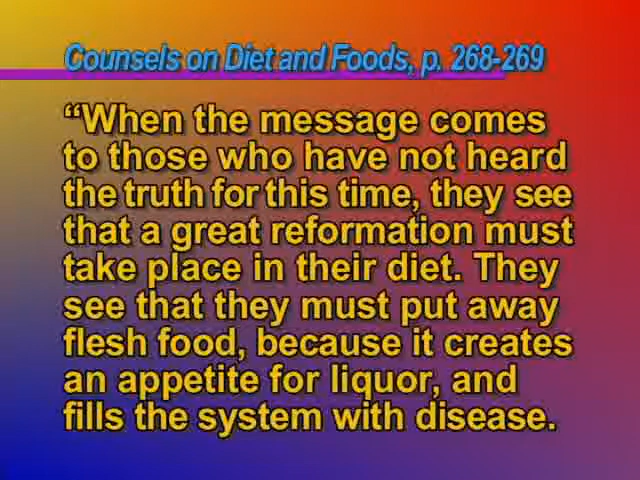 Counsels on Diet and Foods, p. 268-269
“When the message comes
to those who have not heard
the truth for this time, they see
that a great reformation must
take place in their diet. They
see that they must put away
flesh food, because it creates
an appetite for liquor, and
fills the system with disease.